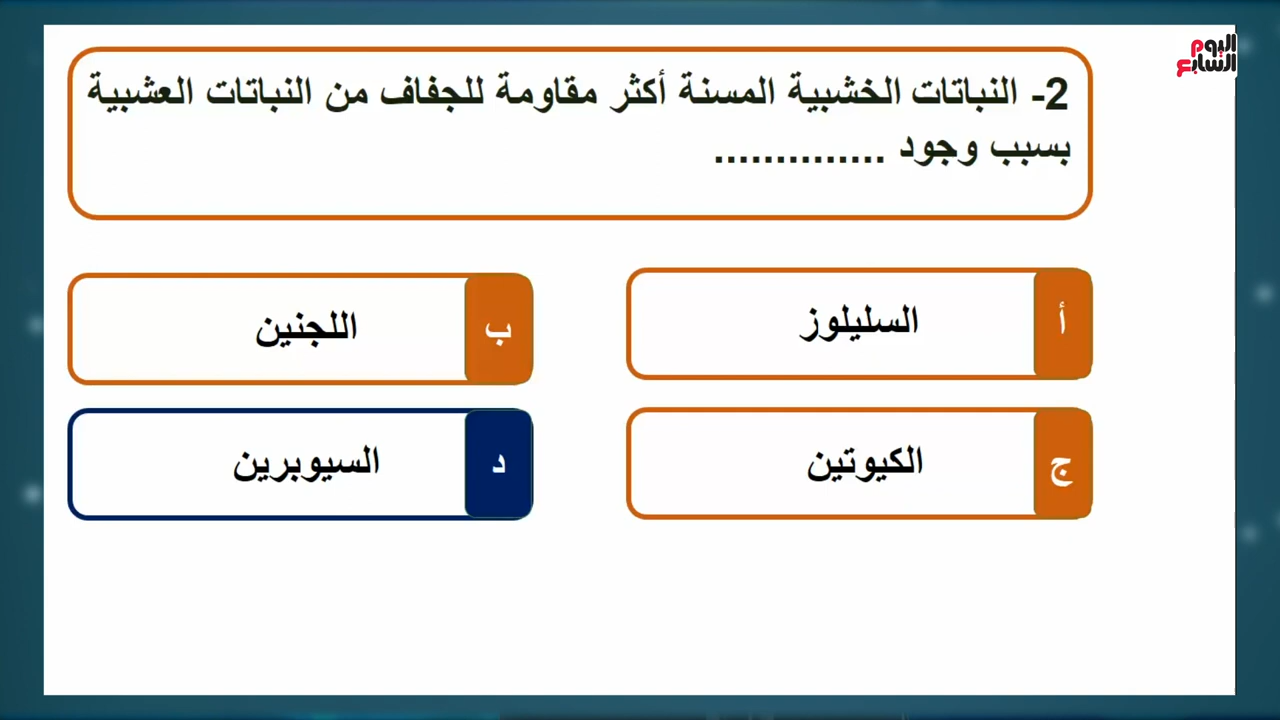 اليوم
السابع
2- النباتات الخشبية المسنة أكثر مقاومة للجفاف من النباتات العشبية
بسبب وجود ..............
أ السليلوز
ب اللجنين
ج الكيوتين
د السيوبرين